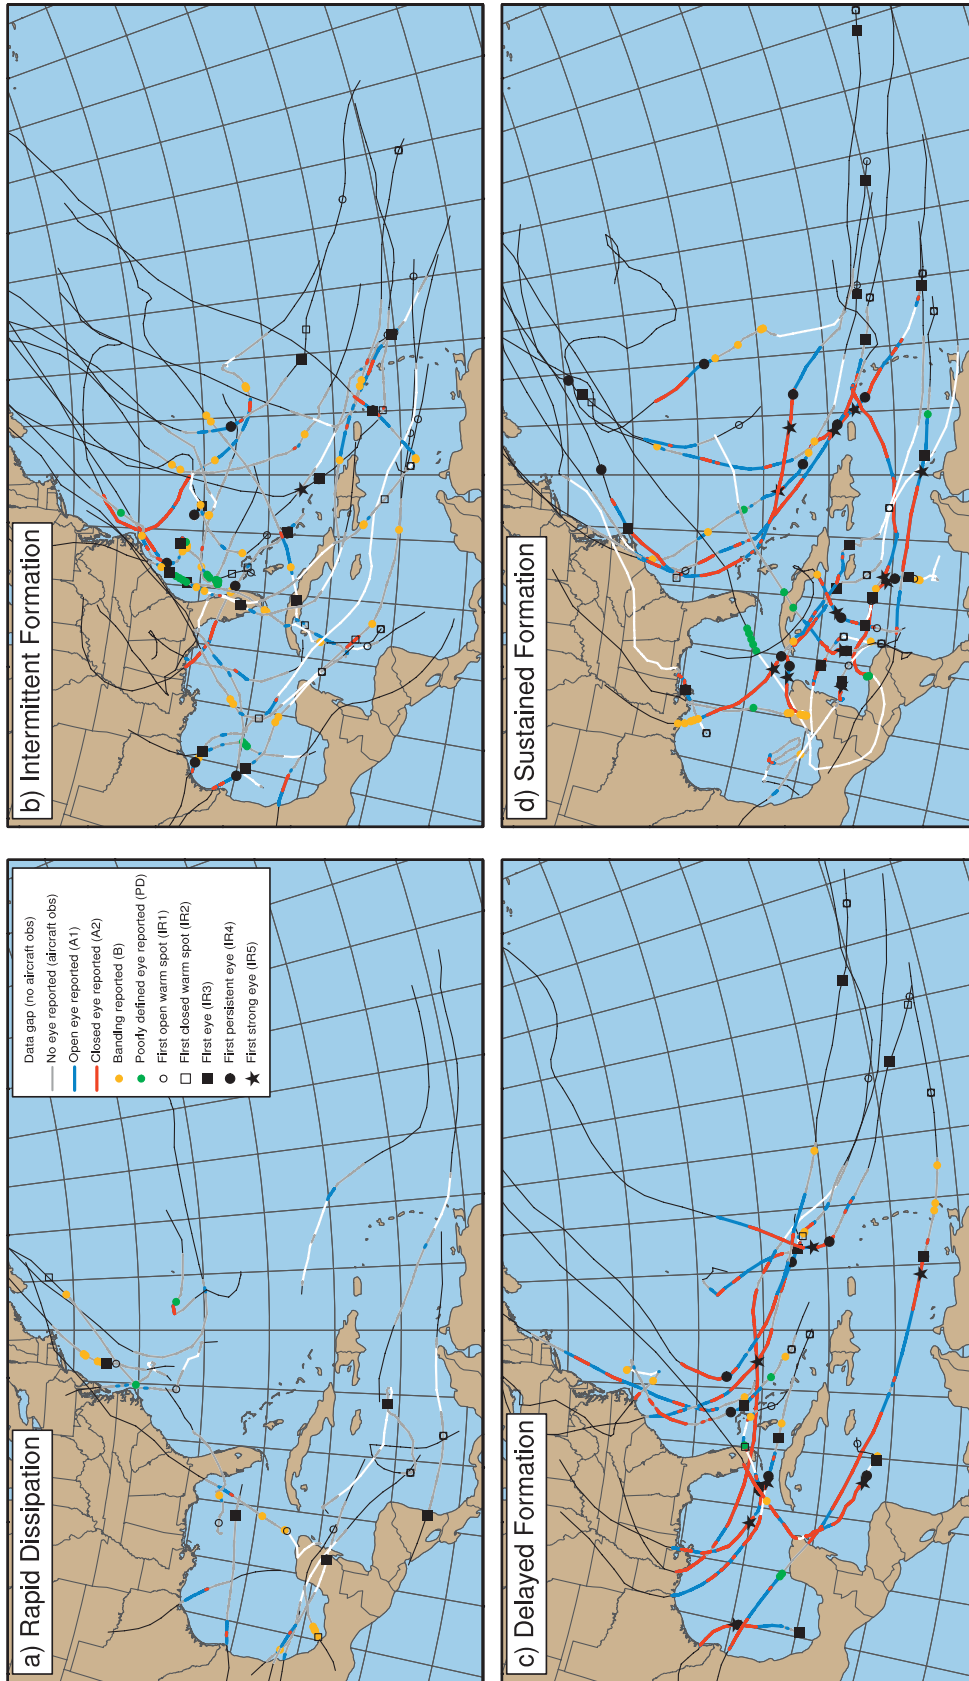 a) Rapid Dissipation
Data gap (no aircraft obs)
No eye reported (aircraft obs)
Open eye reported (A1)
Closed eye reported (A2)
Banding reported (B)
Poorly defined eye reported (PD)
First open warm spot (IR1)
First closed warm spot (IR2)
First eye (IR3)
First persistent eye (IR4)
First strong eye (IR5)
b) Intermittent Formation
c) Delayed Formation
d) Sustained Formation